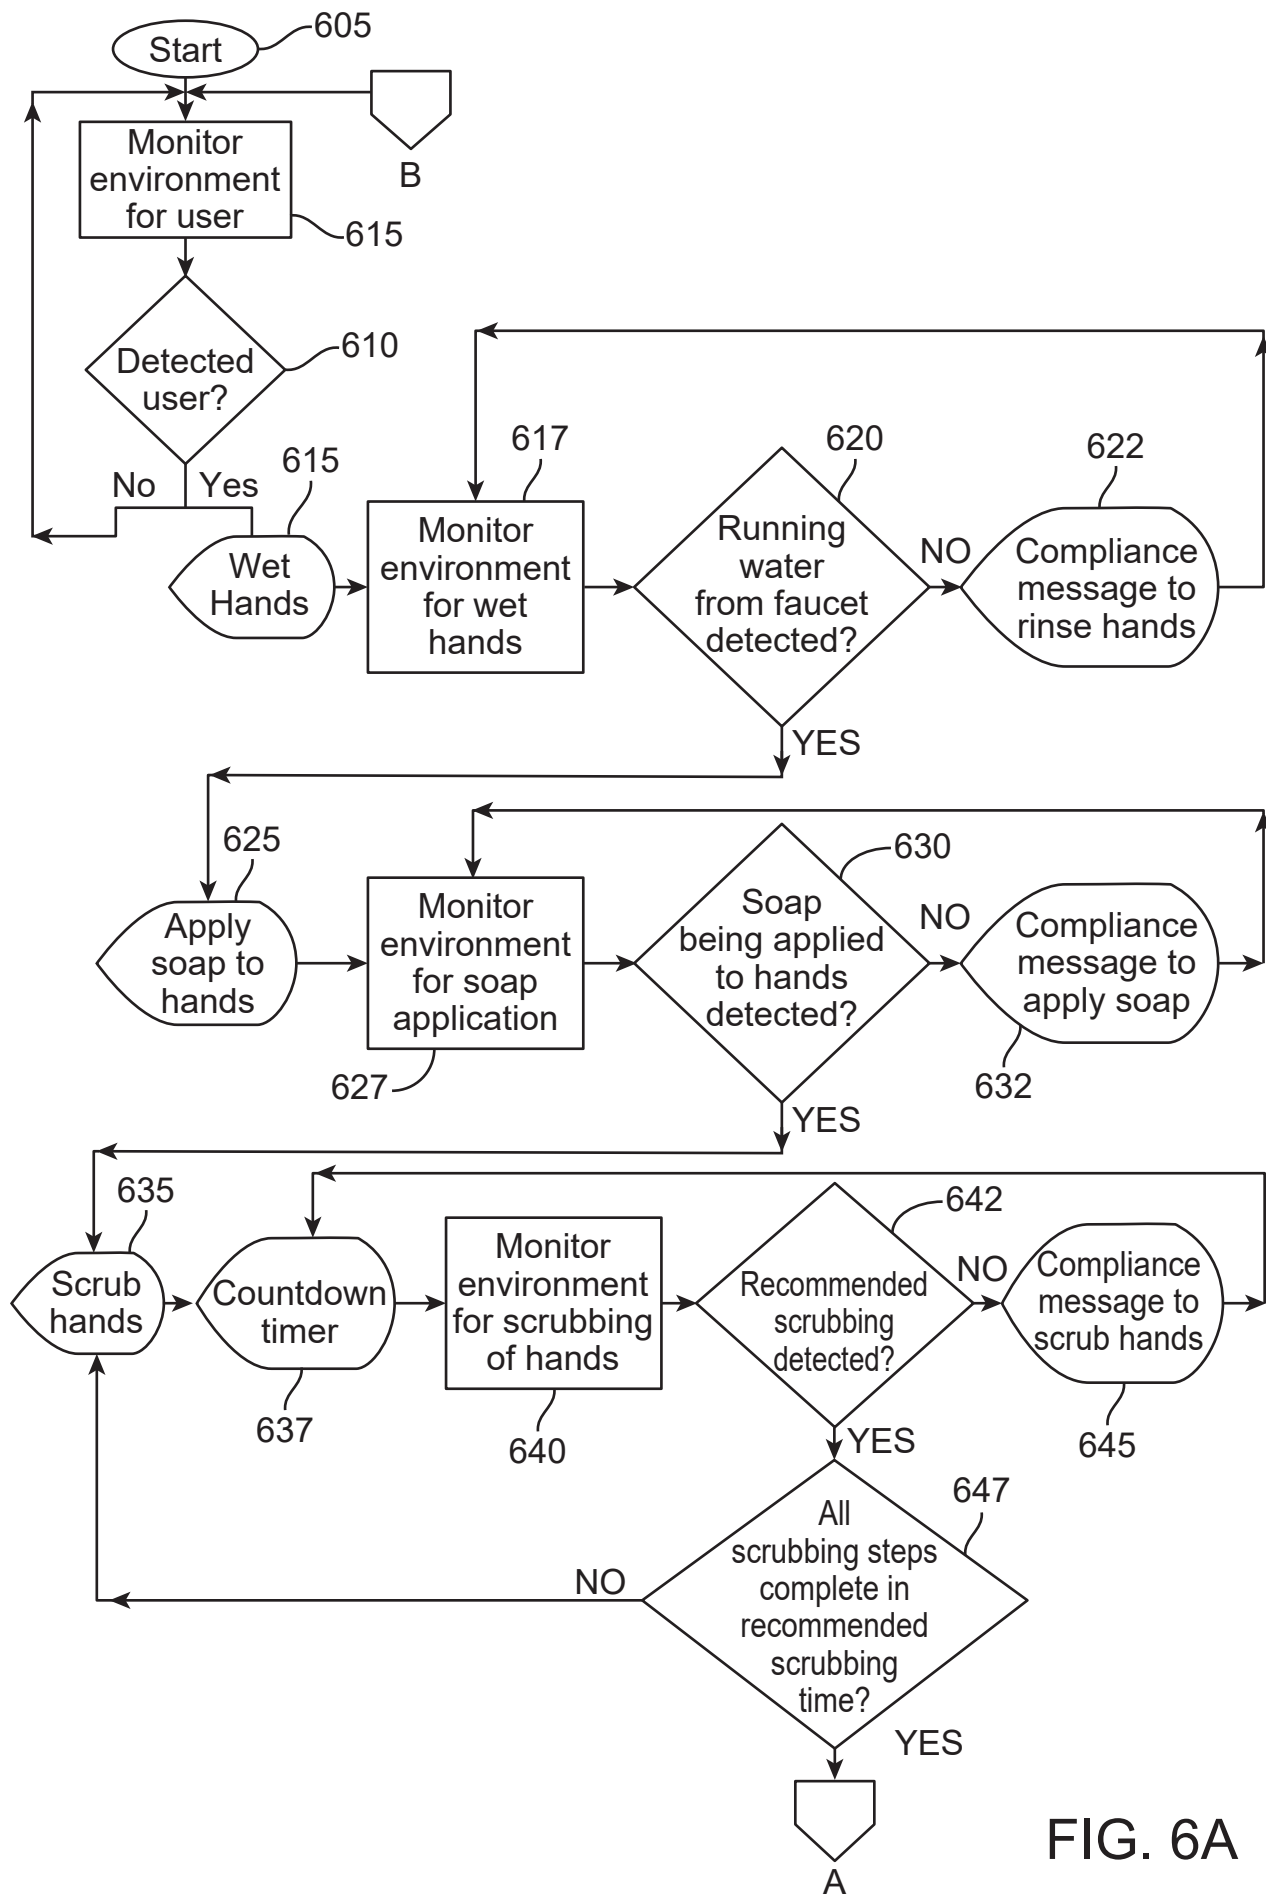 Start
605
B
Monitor
environment
for user
615
Detected
user?
610
No
Yes
615
Wet
Hands
617
Monitor
environment
for wet
hands
620
Running
water
from faucet
detected?
NO
622
Compliance
message to
rinse hands
YES
625
Apply
soap to
hands
Monitor
environment
for soap
application
627
630
Soap
being applied
to hands
detected?
NO
Compliance
message to
apply soap
632
YES
635
Scrub
hands
Countdown
timer
637
Monitor
environment
for scrubbing
of hands
640
642
Recommended
scrubbing
detected?
NO
Compliance
message to
scrub hands
645
YES
647
All
scrubbing steps
complete in
recommended
scrubbing
time?
NO
YES
A
FIG. 6A